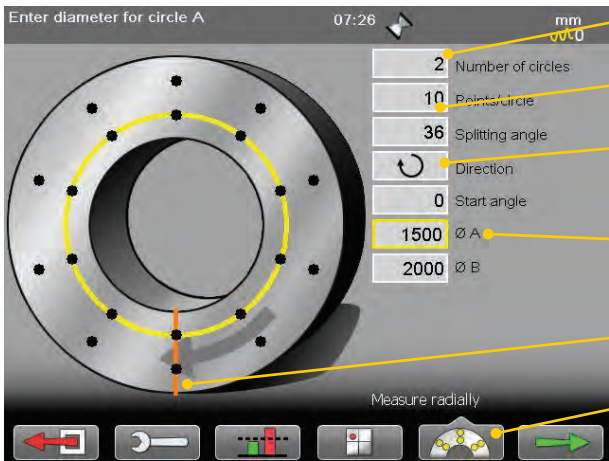 Enter diameter for circle A 07:26 mm
0
2 Number of circles
10 Points/circle
36 Splitting angle
Direction
0 Start angle
1500 Ø A
2000 Ø B
Measure radially